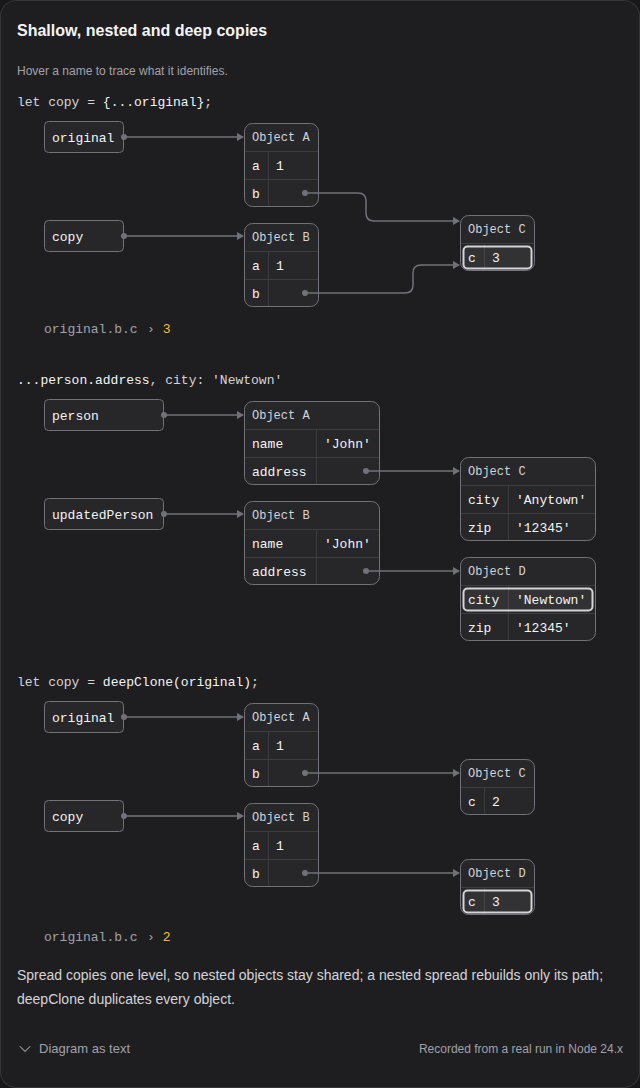 Shallow, nested and deep copies
Hover a name to trace what it identifies.
let copy = {...original};
original
Object A
a 1
b
copy
Object B
a 1
b
Object C
c 3
original.b.c › 3
...person.address, city: 'Newtown'
person
Object A
name 'John'
address
Object C
city 'Anytown'
zip '12345'
updatedPerson
Object B
name 'John'
address
Object D
city 'Newtown'
zip '12345'
let copy = deepClone(original);
original
Object A
a 1
b
Object C
c 2
copy
Object B
a 1
b
Object D
c 3
original.b.c › 2
Spread copies one level, so nested objects stay shared; a nested spread rebuilds only its path;
deepClone duplicates every object.
Diagram as text
Recorded from a real run in Node 24.x